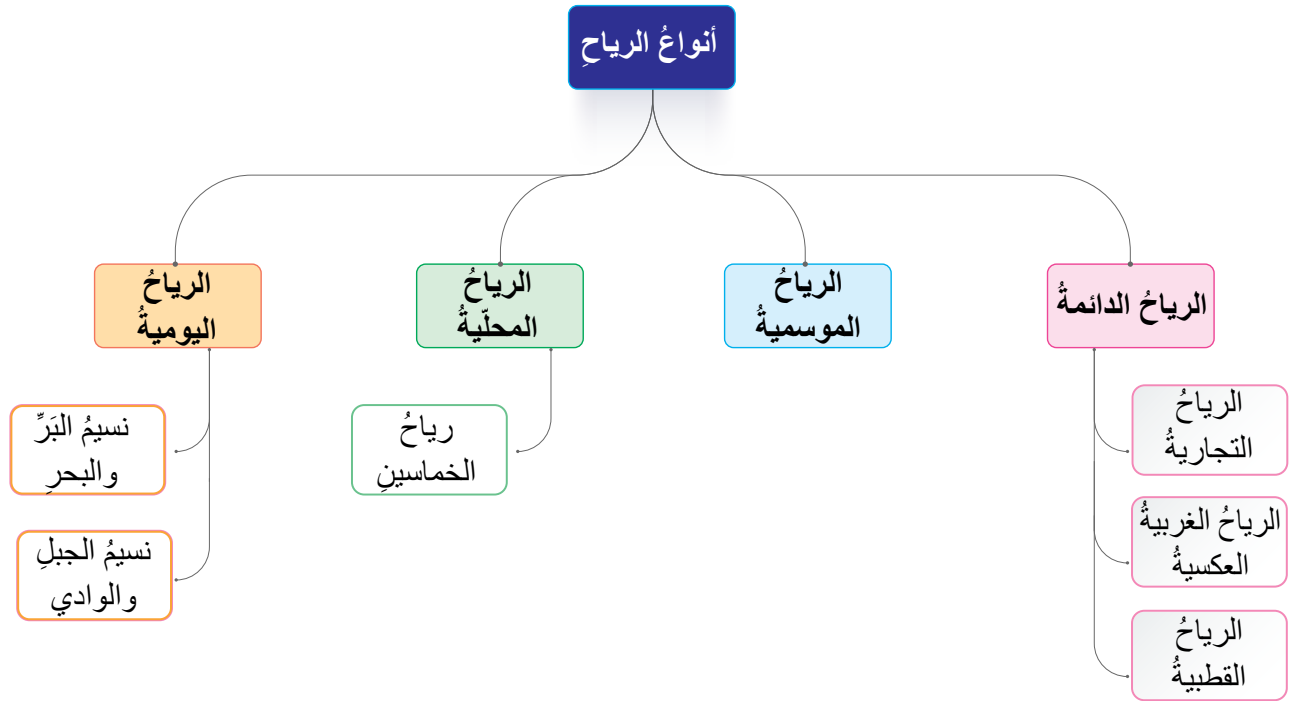 أنواعُ الرياحِ
الرياحُ الدائمةُ
الرياحُ
التجاريةُ
الرياحُ الغربيةُ
العكسيةُ
الرياحُ
القطبيةُ
الرياحُ
الموسميةُ
الرياحُ
المحلّيةُ
رياحُ
الخماسينِ
الرياحُ
اليوميةُ
نسيمُ البَرِّ
والبحرِ
نسيمُ الجبلِ
والوادي